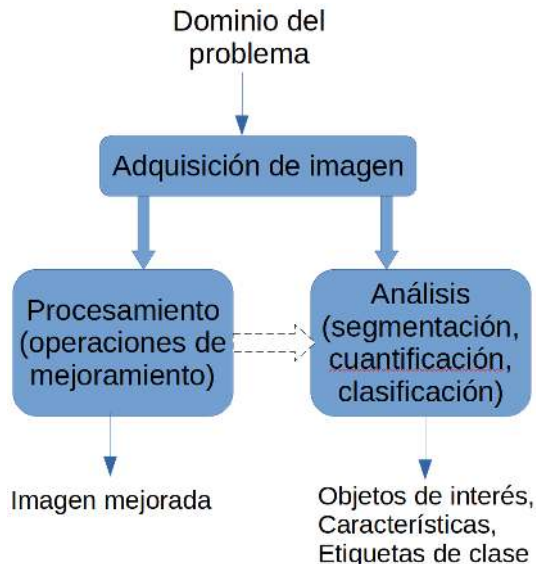 Dominio del
problema
Adquisición de imagen
Procesamiento
(operaciones de
mejoramiento)
Análisis
(segmentación,
cuantificación,
clasificación)
Imagen mejorada
Objetos de interés,
Características,
Etiquetas de clase